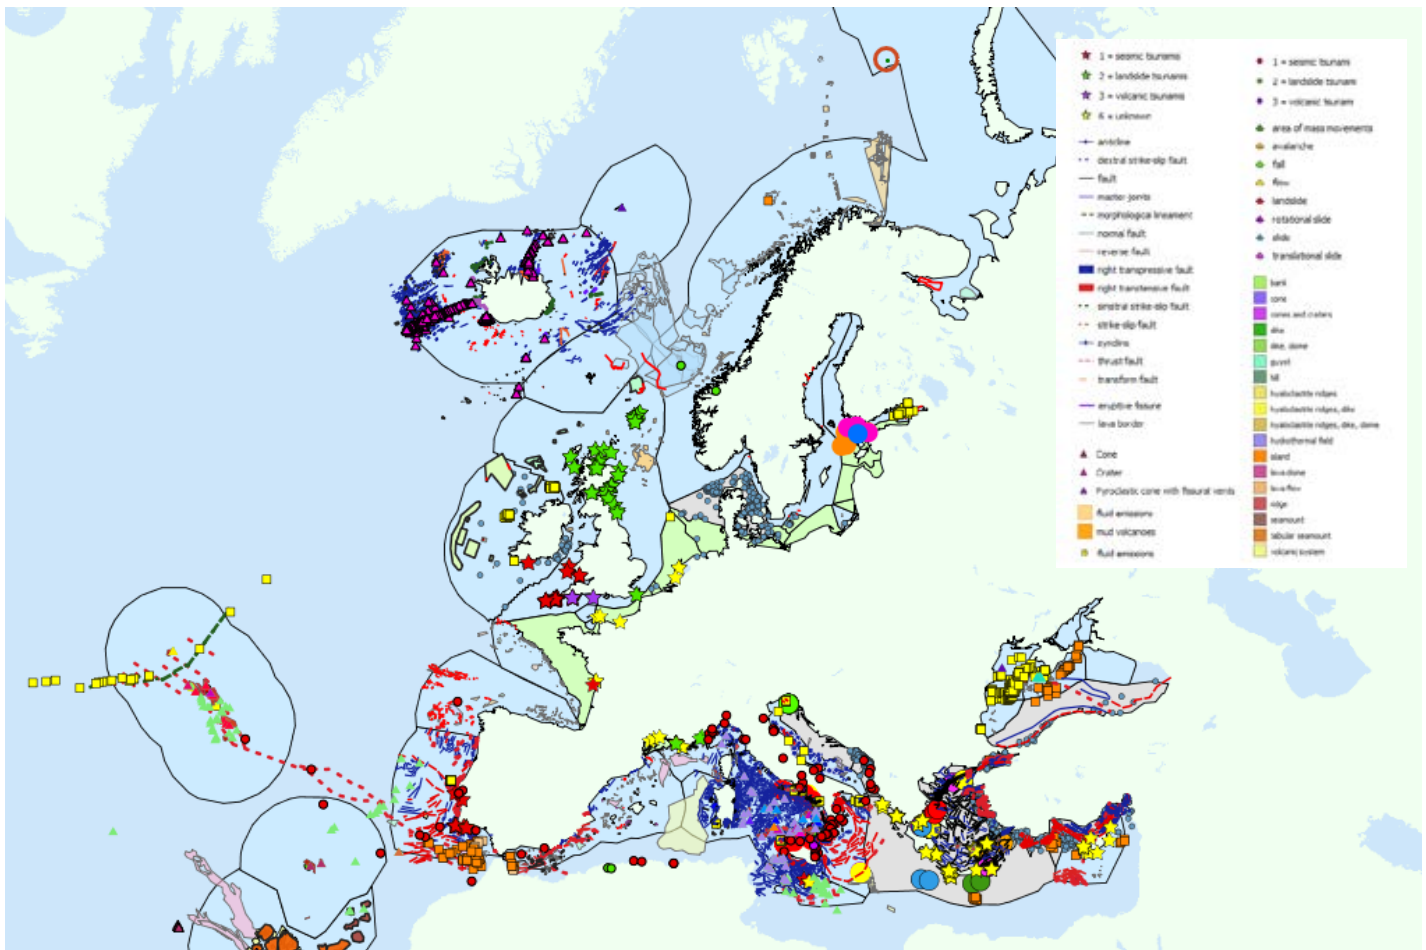 1 = seismic tsunamis
2 = landslide tsunamis
3 = volcanic tsunamis
6 = unknown
anticline
dextral strike-slip fault
fault
master joints
morphological lineament
normal fault
reverse fault
right transpressive fault
right transtensive fault
sinistral strike-slip fault
strike-slip fault
syncline
thrust fault
transform fault
eruptive fissure
lava border
Cone
Crater
Pyroclastic cone with fissural vents
fluid emissions
mud volcanoes
fluid emissions
1 = seismic tsunami
2 = landslide tsunami
3 = volcanic tsunami
area of mass movements
avalanche
fall
flow
landslide
rotational slide
slide
translational slide
bank
cone
cones and craters
dike
dike, dome
hill
hyaloclastite ridges
hyaloclastite ridges, dike
hyaloclastite ridges, dike, dome
hydrothermal field
island
lava dome
lava flow
ridge
seamount
tabular seamount
volcanic system